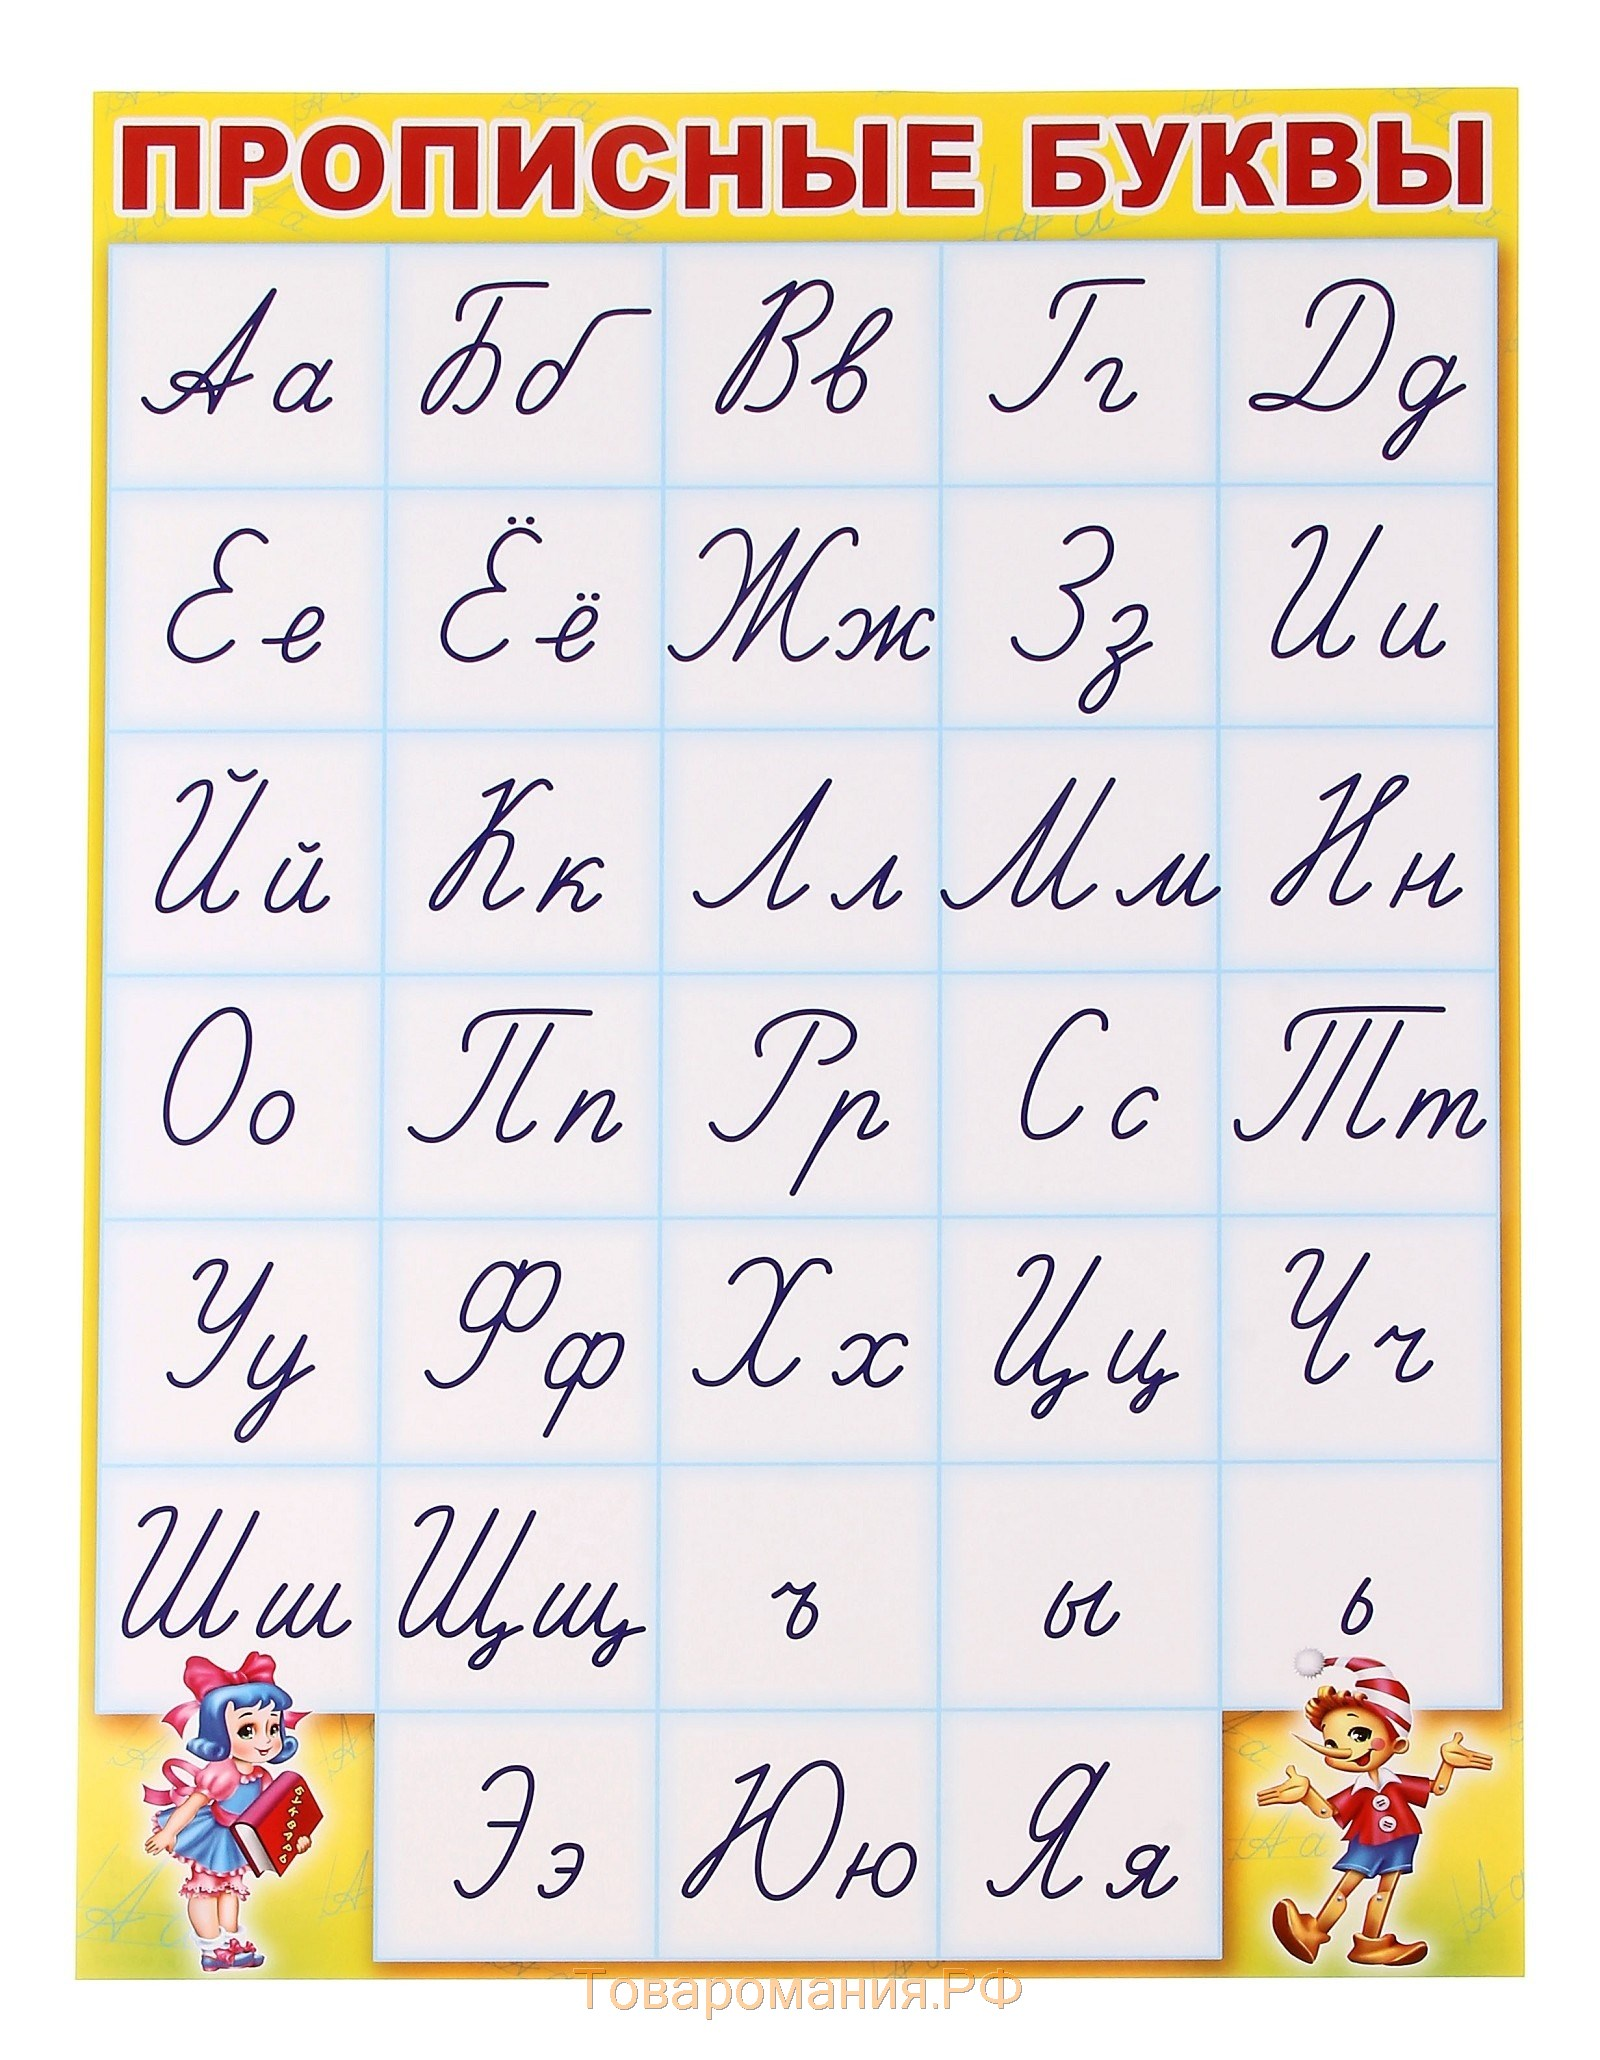 ПРОПИСНЫЕ БУКВЫ
Аа Бб Вв Гг Дд
Ее Ёё Жж Зз Ии
Йй Кк Лл Мм Нн
Оо Пп Рр Сс Тт
Уу Фф Хх Цц Чч
Шш Щщ ъ ы ь
Ээ Юю Яя
БУКВАРЬ
Товаромания.РФ